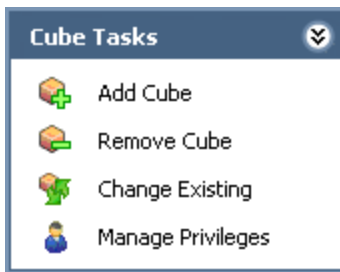 Cube Tasks
Add Cube
Remove Cube
Change Existing
Manage Privileges